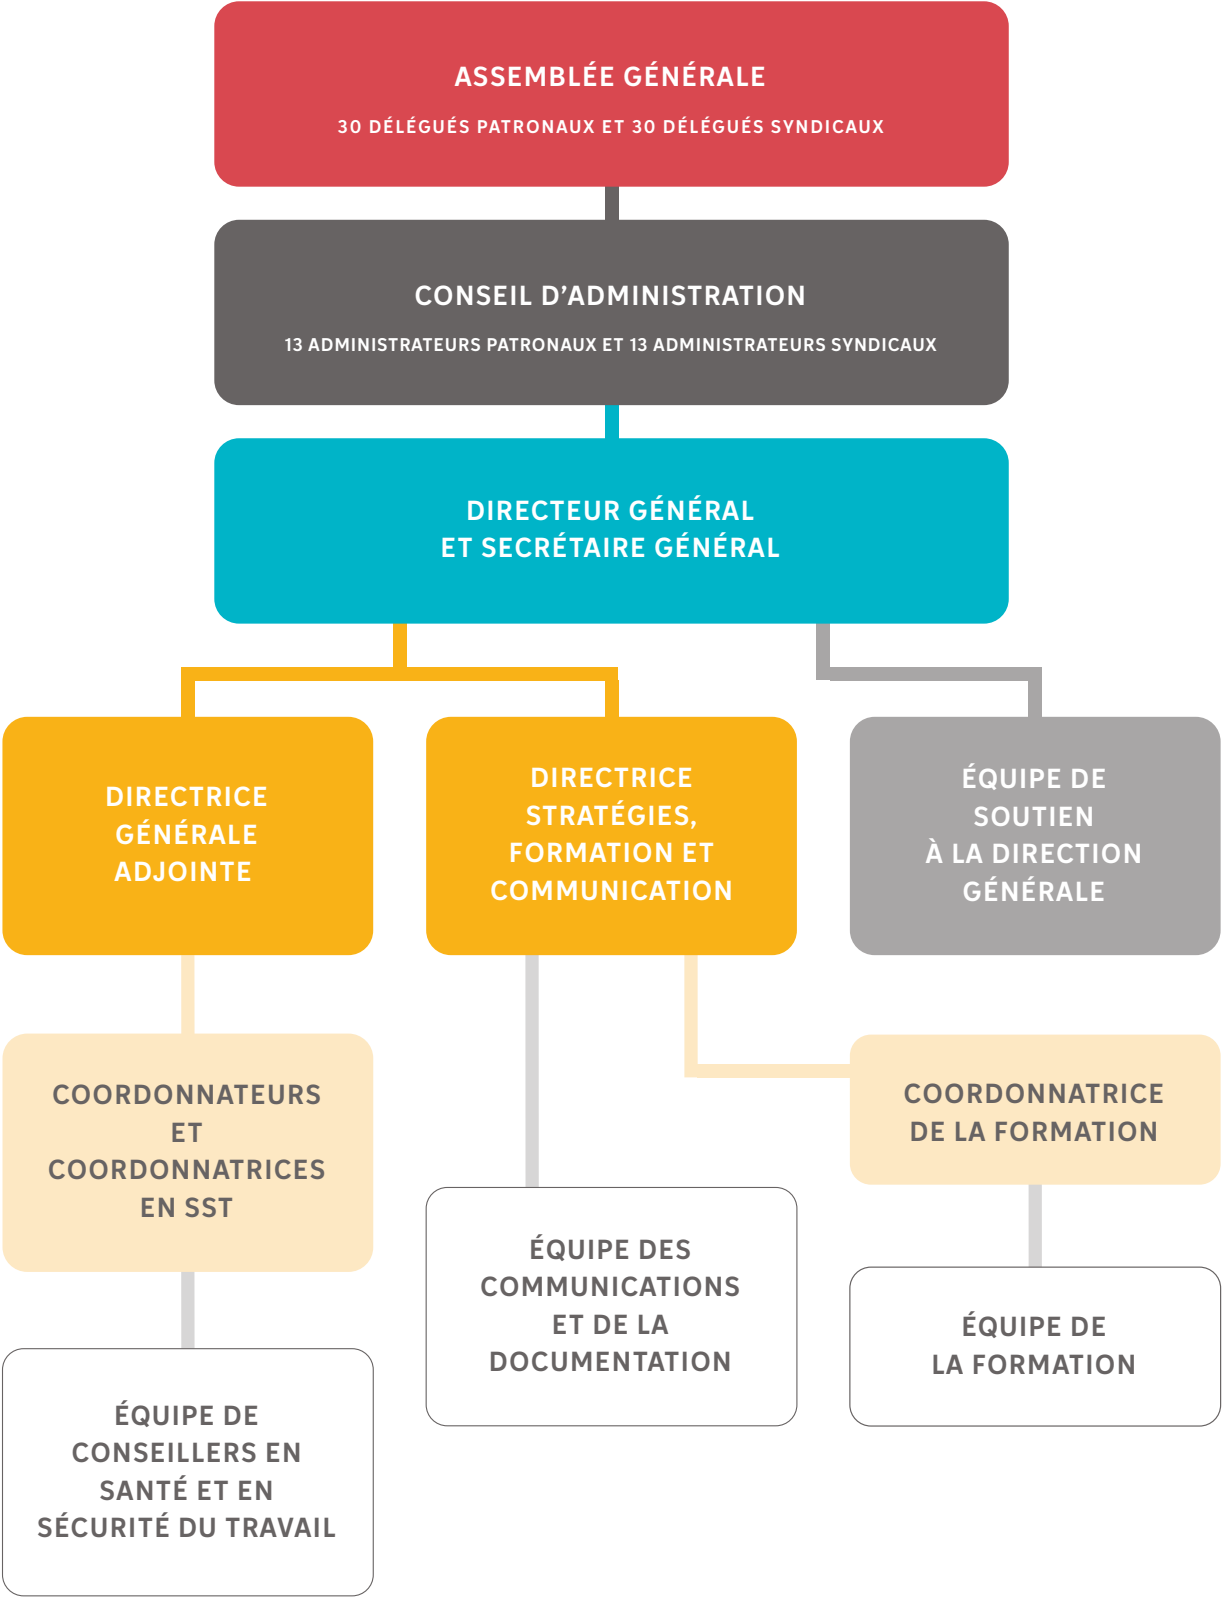 ASSEMBLÉE GÉNÉRALE
30 DÉLÉGUÉS PATRONAUX ET 30 DÉLÉGUÉS SYNDICAUX
CONSEIL D’ADMINISTRATION
13 ADMINISTRATEURS PATRONAUX ET 13 ADMINISTRATEURS SYNDICAUX
DIRECTEUR GÉNÉRAL
ET SECRÉTAIRE GÉNÉRAL
DIRECTRICE
GÉNÉRALE
ADJOINTE
DIRECTRICE
STRATÉGIES,
FORMATION ET
COMMUNICATION
ÉQUIPE DE
SOUTIEN
À LA DIRECTION
GÉNÉRALE
COORDONNATEURS
ET
COORDONNATRICES
EN SST
COORDONNATRICE
DE LA FORMATION
ÉQUIPE DES
COMMUNICATIONS
ET DE LA
DOCUMENTATION
ÉQUIPE DE
LA FORMATION
ÉQUIPE DE
CONSEILLERS EN
SANTÉ ET EN
SÉCURITÉ DU TRAVAIL